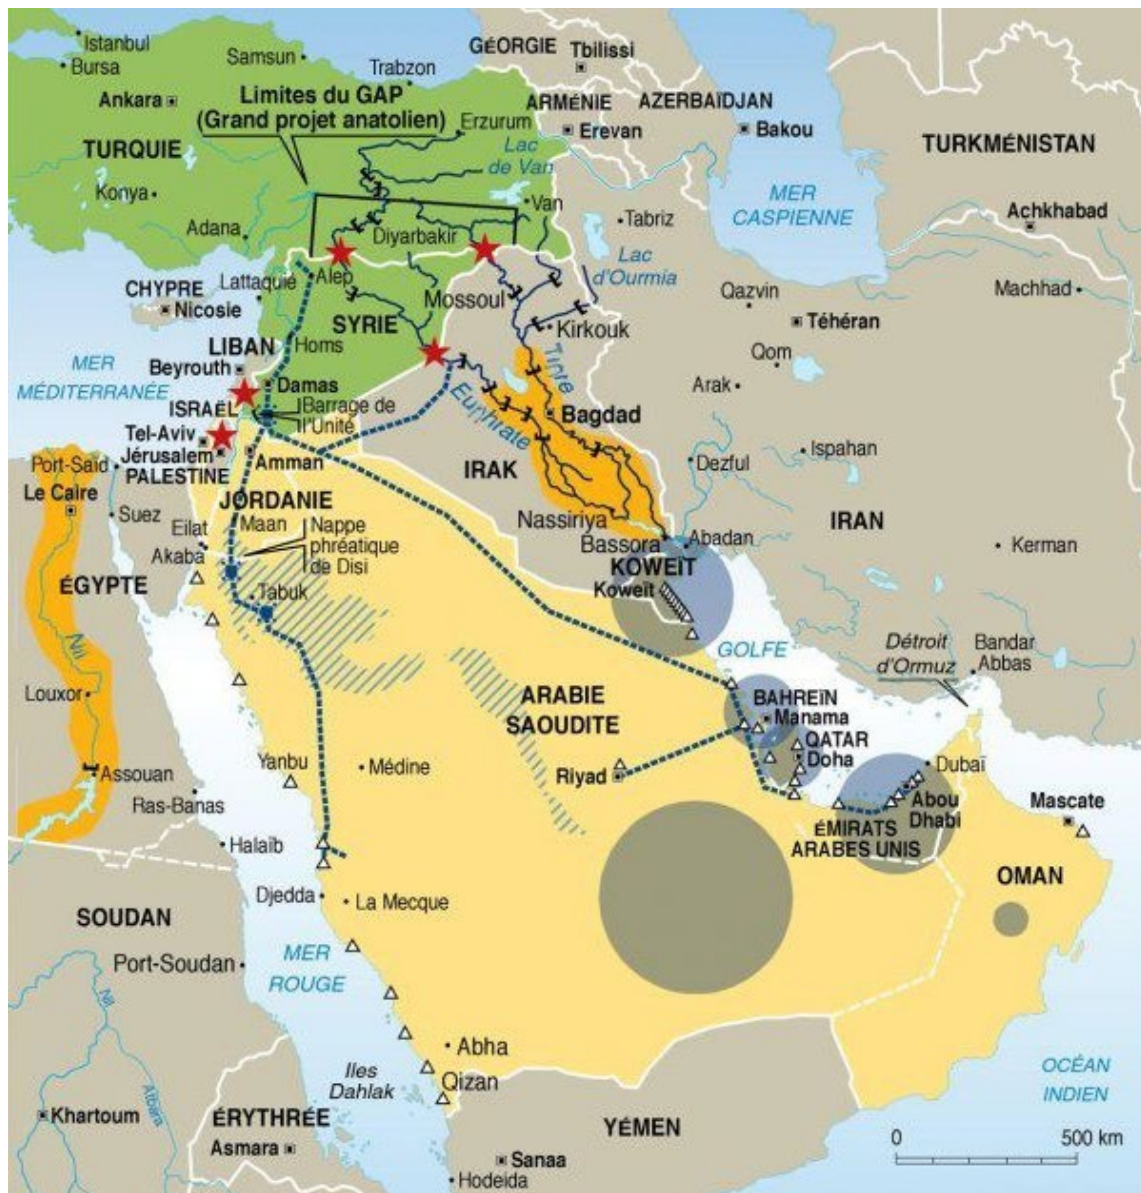 Istanbul
Bursa
Samsun
Trabzon
GÉORGIE
Tbilissi
Ankara
Limites du GAP
(Grand projet anatolien)
Erzurum
ARMÉNIE
Erevan
AZERBAÏDJAN
Bakou
TURKMÉNISTAN
TURQUIE
Lac
de Van
Konya
Van
MER
CASPIENNE
Achkhabad
Adana
Diyarbakir
Tabriz
Lac
d'Ourmia
CHYPRE
Nicosie
Lattaquié
Alep
Mossoul
Qazvin
Machhad
SYRIE
Kirkouk
Téhéran
LIBAN
Homs
MER
MÉDITERRANÉE
Beyrouth
Tigre
Qom
Damas
Arak
ISRAËL
Barrage de
l'Unité
Euphrate
Bagdad
Tel-Aviv
Jérusalem
PALESTINE
Amman
IRAK
Dezful
Ispahan
Port-Saïd
Le Caire
Suez
JORDANIE
Maan
Nappe
phréatique
de Disi
Nassiriya
Bassora
Abadan
IRAN
Kerman
Eilat
Akaba
KOWEÏT
Koweït
ÉGYPTE
Tabuk
Nil
GOLFE
Détroit
d'Ormuz
Bandar
Abbas
Louxor
ARABIE
SAOUDITE
BAHREÏN
Manama
QATAR
Doha
Assouan
Yanbu
Médine
Riyad
Dubaï
Ras-Banas
Abou
Dhabi
Mascate
ÉMIRATS
ARABES UNIS
Halaïb
Djedda
La Mecque
OMAN
SOUDAN
MER
ROUGE
Port-Soudan
Nil
Abha
Iles
Dahlak
Qizan
OCÉAN
INDIEN
Khartoum
Atbara
ÉRYTHRÉE
Asmara
YÉMEN
0 500 km
Sanaa
Hodeida